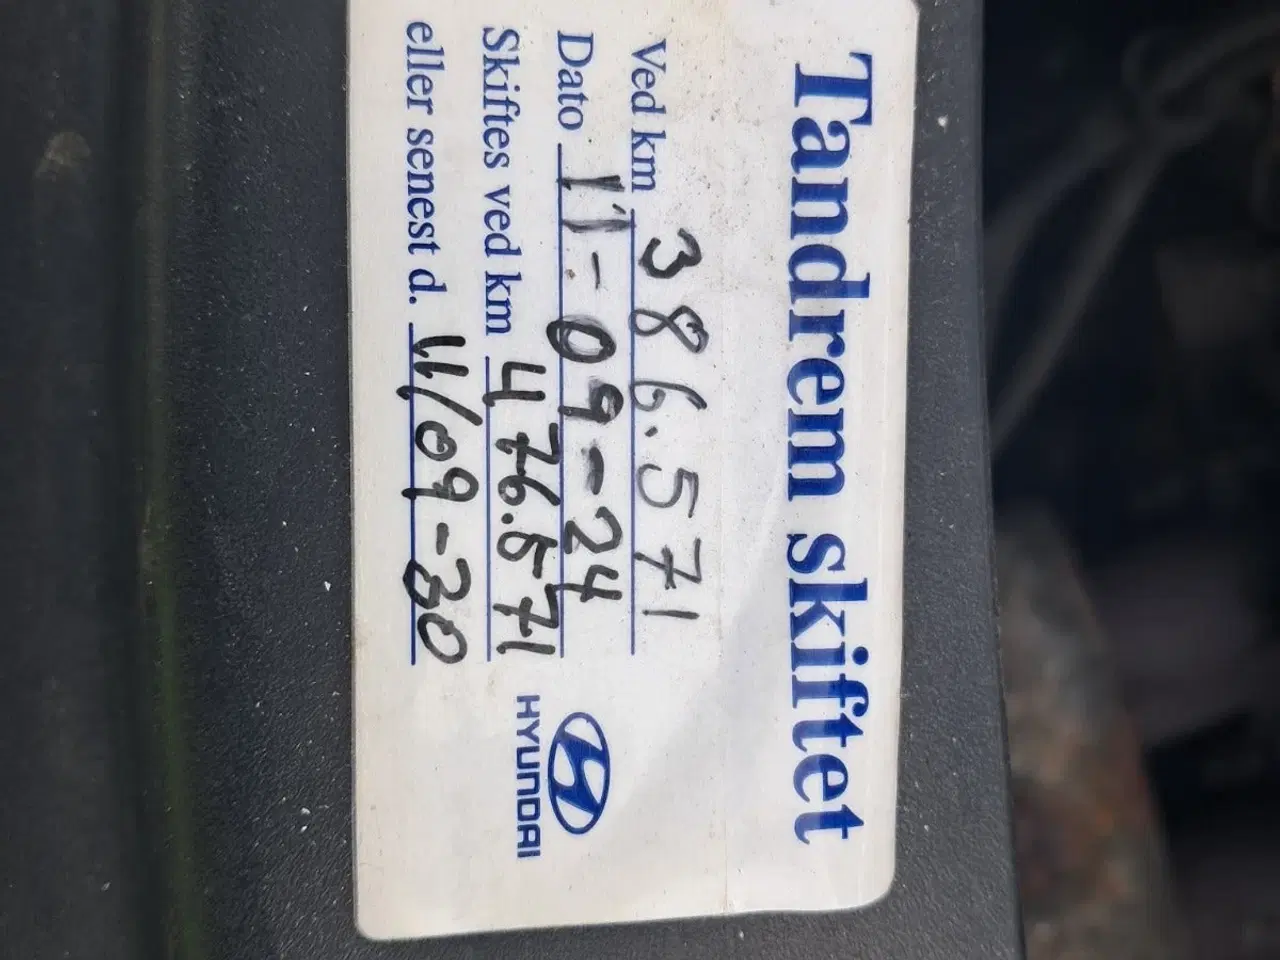 Tandrem skiftet
Ved km 386.571
Dato 11-09-24
Skiftes ved km 476.571
eller senest d. 11/09-30
HYUNDAI